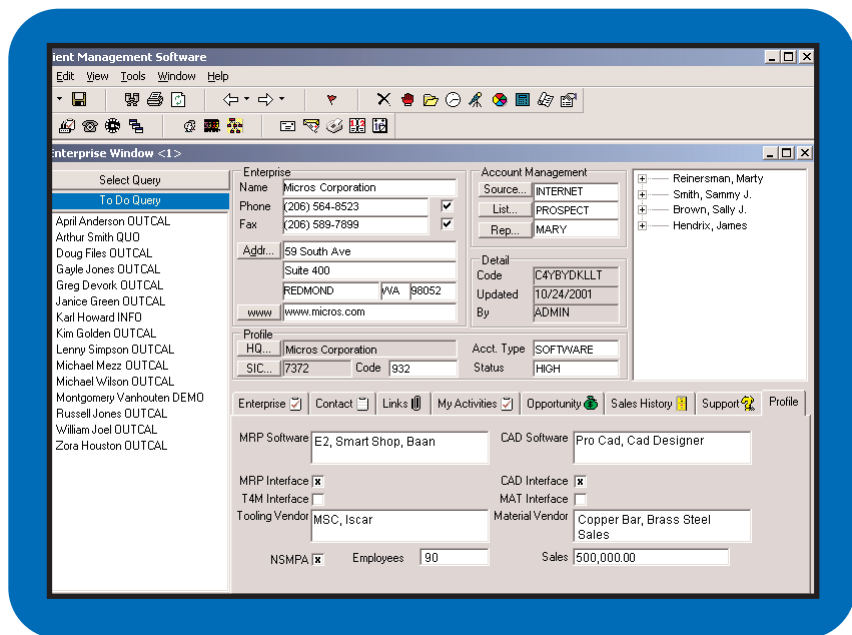 ient Management Software
Edit View Tools Window Help
Enterprise Window <1>
Select Query
To Do Query
April Anderson OUTCAL
Arthur Smith QUO
Doug Files OUTCAL
Gayle Jones OUTCAL
Greg Devork OUTCAL
Janice Green OUTCAL
Karl Howard INFO
Kim Golden OUTCAL
Lenny Simpson OUTCAL
Michael Mezz OUTCAL
Michael Wilson OUTCAL
Montgomery Vanhouten DEMO
Russell Jones OUTCAL
William Joel OUTCAL
Zora Houston OUTCAL
Enterprise
Name Micros Corporation
Phone (206) 564-8523
Fax (206) 589-7899
Addr... 59 South Ave
Suite 400
REDMOND WA 98052
www www.micros.com
Account Management
Source... INTERNET
List... PROSPECT
Rep... MARY
Detail
Code C4YBYDKLLT
Updated 10/24/2001
By ADMIN
Reinersman, Marty
Smith, Sammy J.
Brown, Sally J.
Hendrix, James
Profile
HQ... Micros Corporation
SIC... 7372 Code 932
Acct. Type SOFTWARE
Status HIGH
Enterprise Contact Links My Activities Opportunity Sales History Support Profile
MRP Software E2, Smart Shop, Baan
CAD Software Pro Cad, Cad Designer
MRP Interface x
CAD Interface x
T4M Interface
MAT Interface
Tooling Vendor MSC, Iscar
Material Vendor Copper Bar, Brass Steel
Sales
NSMPA x Employees 90 Sales 500,000.00